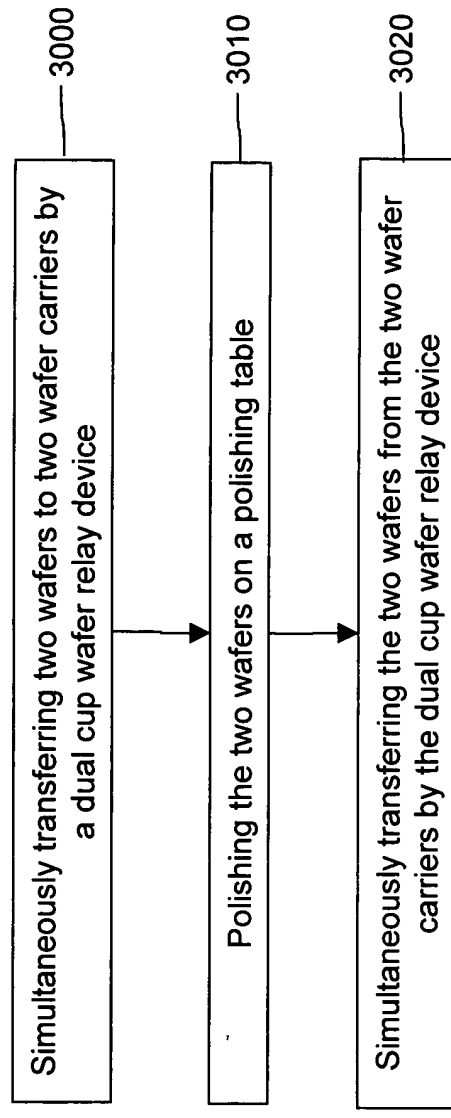 Simultaneously transferring two wafers to two wafer carriers by
a dual cup wafer relay device
3000
Polishing the two wafers on a polishing table
3010
Simultaneously transferring the two wafers from the two wafer
carriers by the dual cup wafer relay device
3020